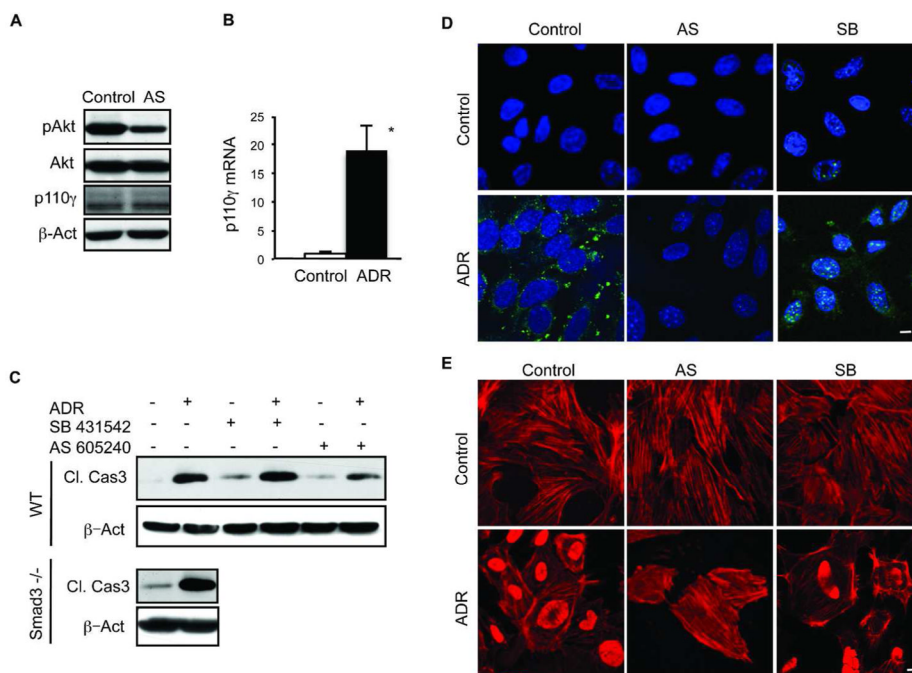 A
Control AS
pAkt
Akt
p110γ
β-Act
B
p110γ mRNA
25
20
15
10
5
0
*
Control ADR
C
ADR - + - + - +
SB 431542 - - + + - -
AS 605240 - - - - + +
WT
Cl. Cas3
β-Act
Smad3 -/-
Cl. Cas3
β-Act
D
Control AS SB
Control
ADR
E
Control AS SB
Control
ADR